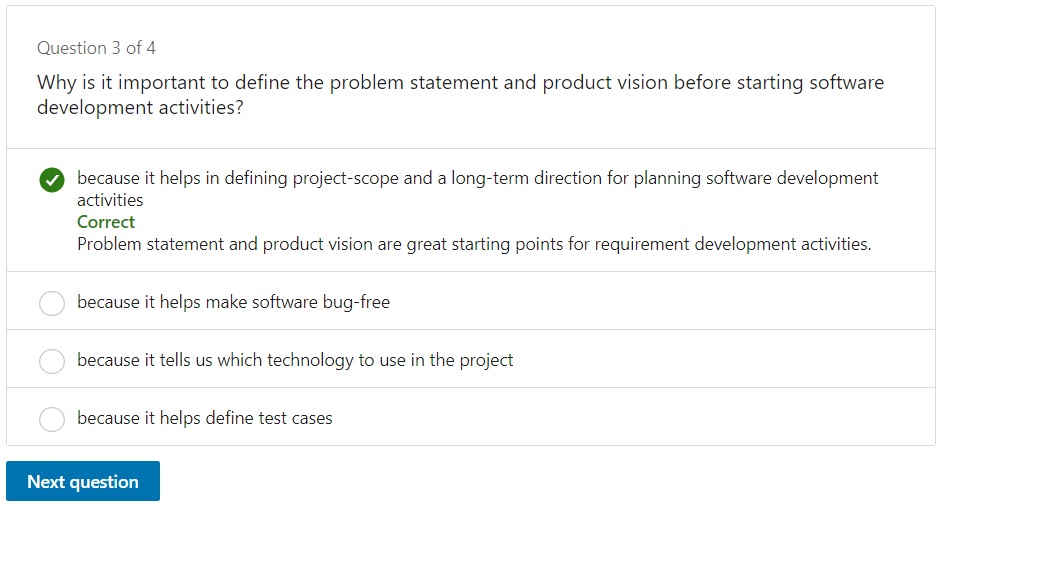 Question 3 of 4
Why is it important to define the problem statement and product vision before starting software
development activities?
because it helps in defining project-scope and a long-term direction for planning software development
activities
Correct
Problem statement and product vision are great starting points for requirement development activities.
because it helps make software bug-free
because it tells us which technology to use in the project
because it helps define test cases
Next question